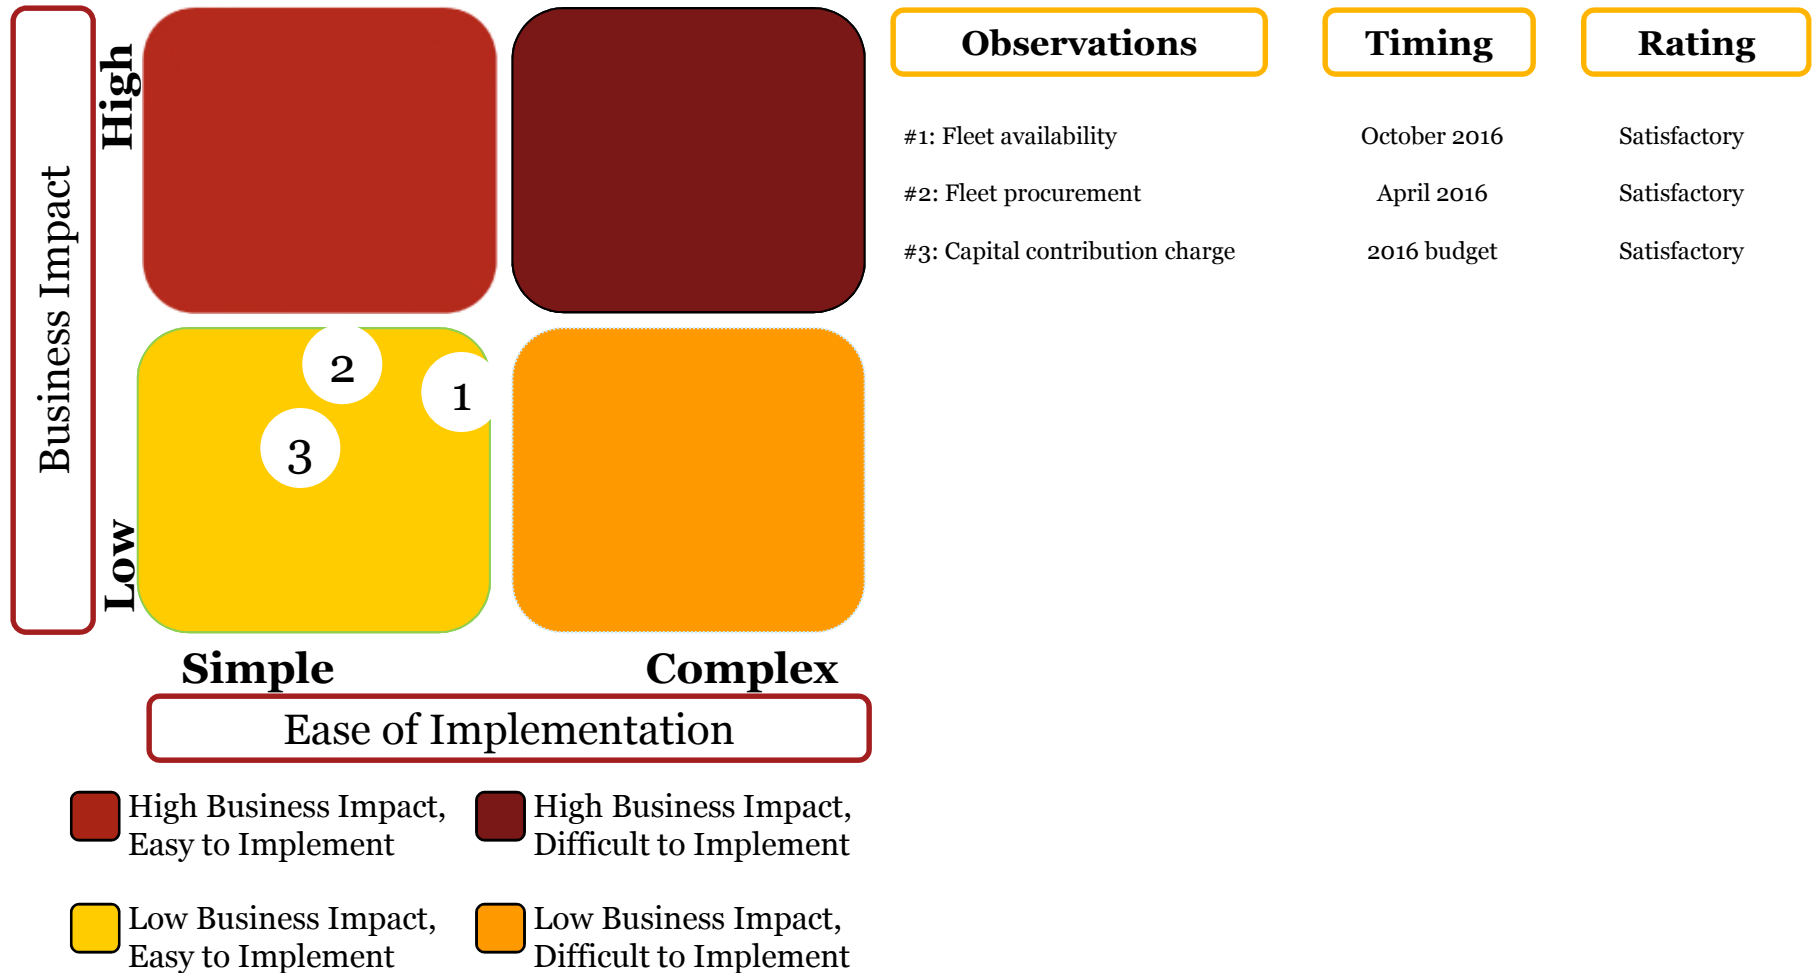 Business Impact
High
Low
2
1
3
Simple
Complex
Ease of Implementation
High Business Impact,
Easy to Implement
High Business Impact,
Difficult to Implement
Low Business Impact,
Easy to Implement
Low Business Impact,
Difficult to Implement
Observations
Timing
Rating
#1: Fleet availability
October 2016
Satisfactory
#2: Fleet procurement
April 2016
Satisfactory
#3: Capital contribution charge
2016 budget
Satisfactory